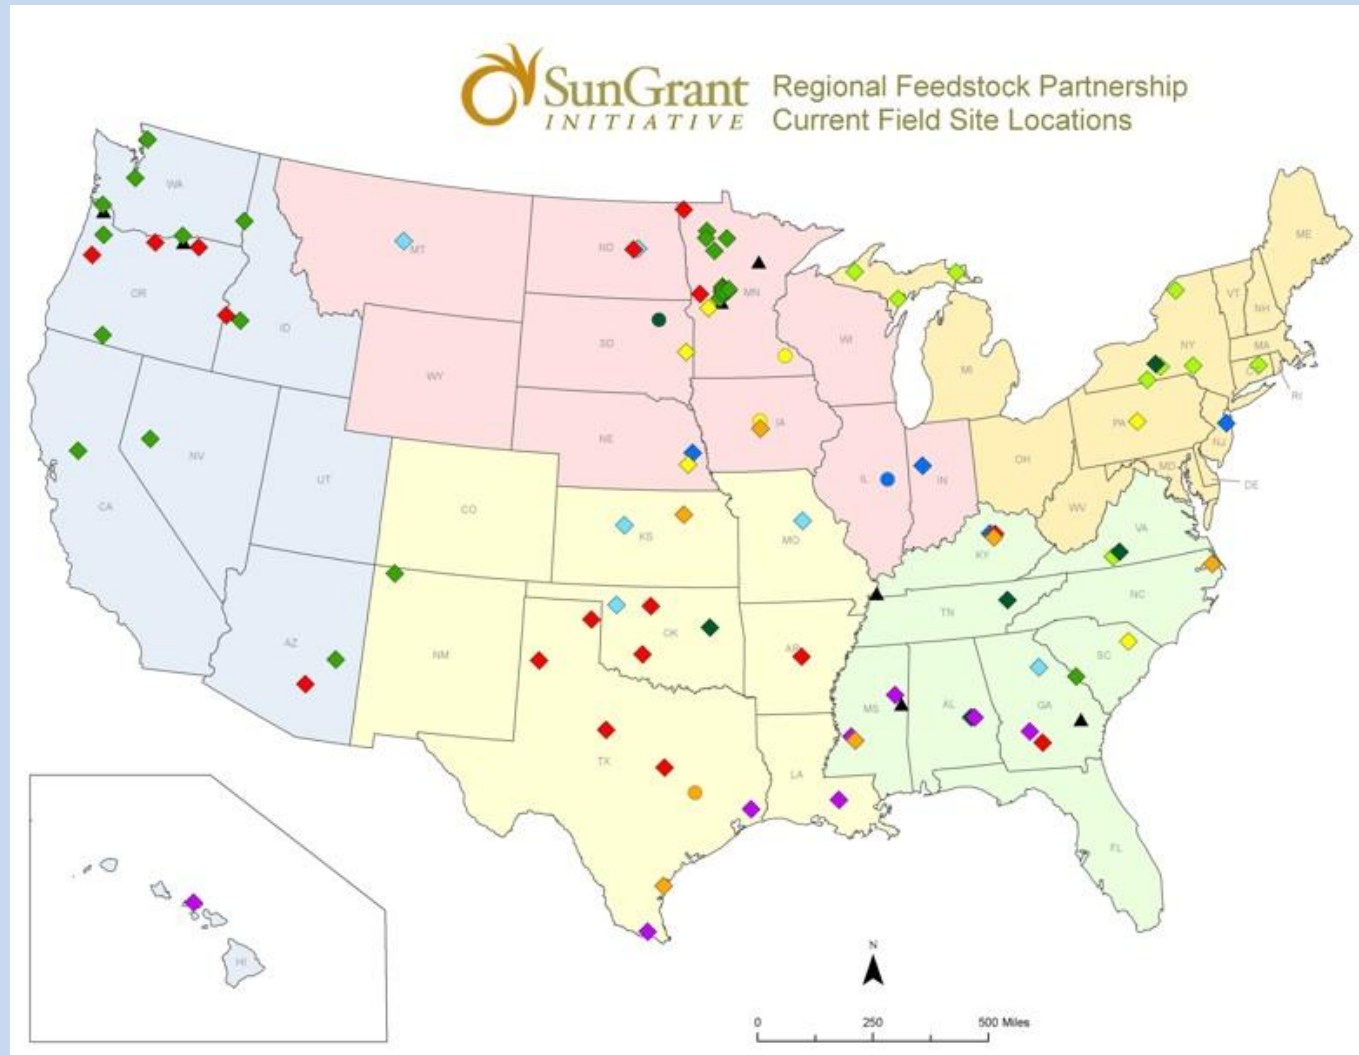 SunGrant
INITIATIVE
Regional Feedstock Partnership
Current Field Site Locations
WA
MT
ND
MN
ME
OR
ID
SD
WI
VT
NH
NY
MA
WY
MI
RI
NE
IA
PA
NV
UT
IL
IN
OH
NJ
MD
CA
DE
CO
WV
KS
MO
VA
KY
NC
TN
AZ
NM
OK
AR
SC
MS
AL
GA
TX
LA
FL
HI
N
0 250 500 Miles